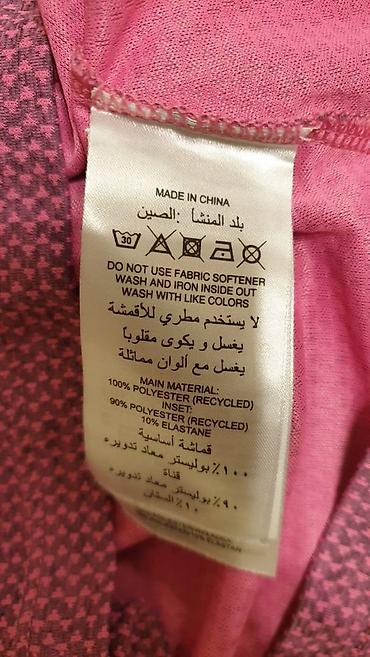 MADE IN CHINA
بلد المنشأ :الصين
30
DO NOT USE FABRIC SOFTENER
WASH AND IRON INSIDE OUT
WASH WITH LIKE COLORS
لا يستخدم مطري للأقمشة
يغسل و يكوى مقلوباً
يغسل مع ألوان مماثلة
MAIN MATERIAL:
100% POLYESTER (RECYCLED)
INSET:
90% POLYESTER (RECYCLED)
10% ELASTANE
قماشة أساسية
١٠٠٪ بوليستر معاد تدويره
قناة
٩٠٪ بوليستر معاد تدويره